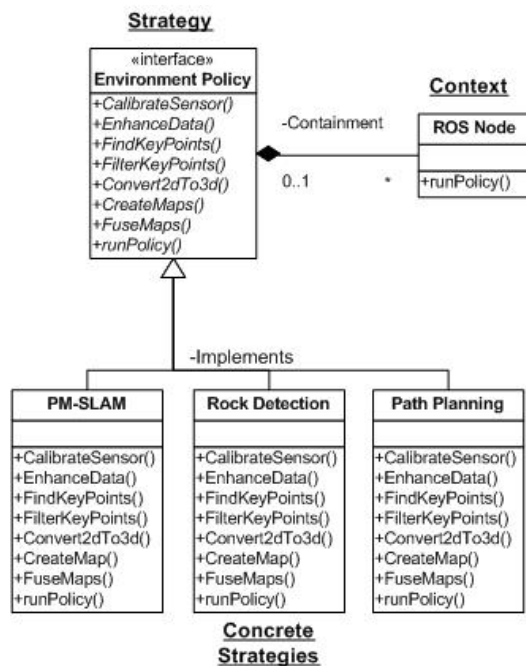 Strategy
«interface»
Environment Policy
+CalibrateSensor()
+EnhanceData()
+FindKeyPoints()
+FilterKeyPoints()
+Convert2dTo3d()
+CreateMaps()
+FuseMaps()
+runPolicy()
-Containment
0..1
*
Context
ROS Node
+runPolicy()
-Implements
PM-SLAM
+CalibrateSensor()
+EnhanceData()
+FindKeyPoints()
+FilterKeyPoints()
+Convert2dTo3d()
+CreateMap()
+FuseMaps()
+runPolicy()
Rock Detection
+CalibrateSensor()
+EnhanceData()
+FindKeyPoints()
+FilterKeyPoints()
+Convert2dTo3d()
+CreateMap()
+FuseMaps()
+runPolicy()
Path Planning
+CalibrateSensor()
+EnhanceData()
+FindKeyPoints()
+FilterKeyPoints()
+Convert2dTo3d()
+CreateMap()
+FuseMaps()
+runPolicy()
Concrete
Strategies